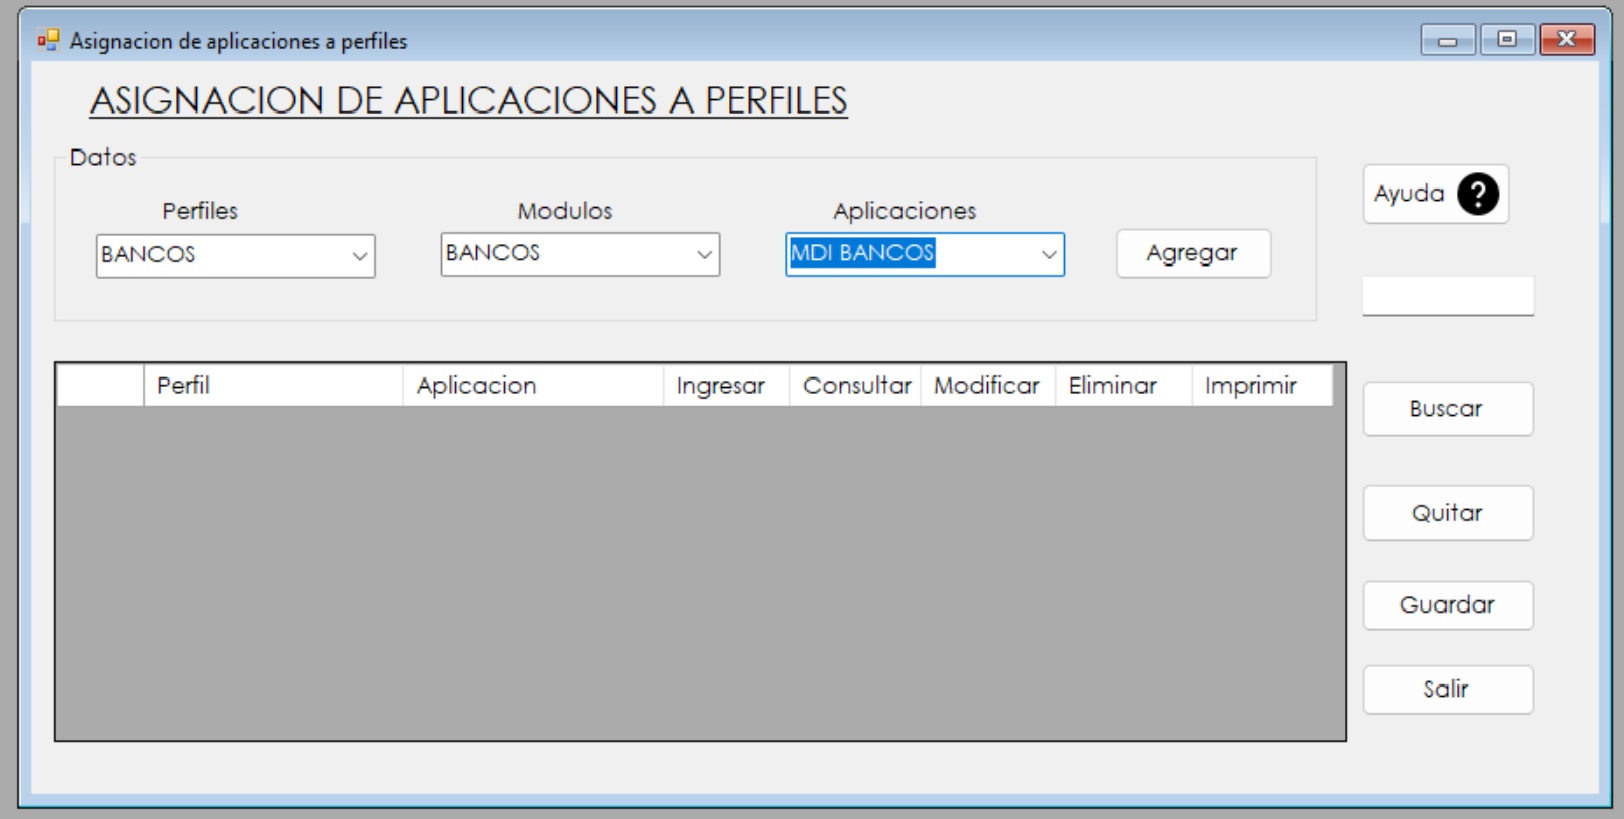 Asignacion de aplicaciones a perfiles
ASIGNACION DE APLICACIONES A PERFILES
Datos
Perfiles Modulos Aplicaciones
BANCOS BANCOS MDI BANCOS Agregar
Ayuda ?
Perfil Aplicacion Ingresar Consultar Modificar Eliminar Imprimir
Buscar
Quitar
Guardar
Salir